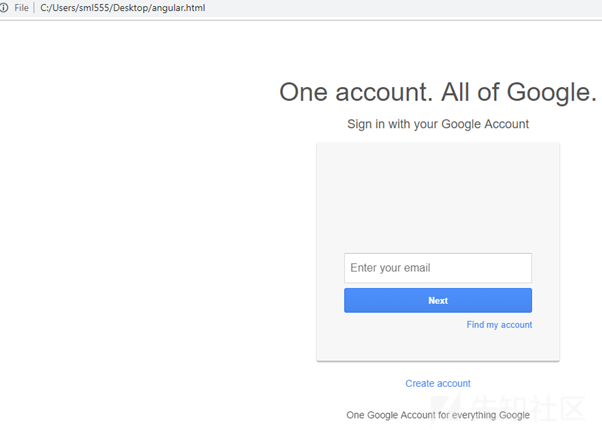 File C:/Users/sml555/Desktop/angular.html
One account. All of Google.
Sign in with your Google Account
Enter your email
Next
Find my account
Create account
One Google Account for everything Google
先知社区